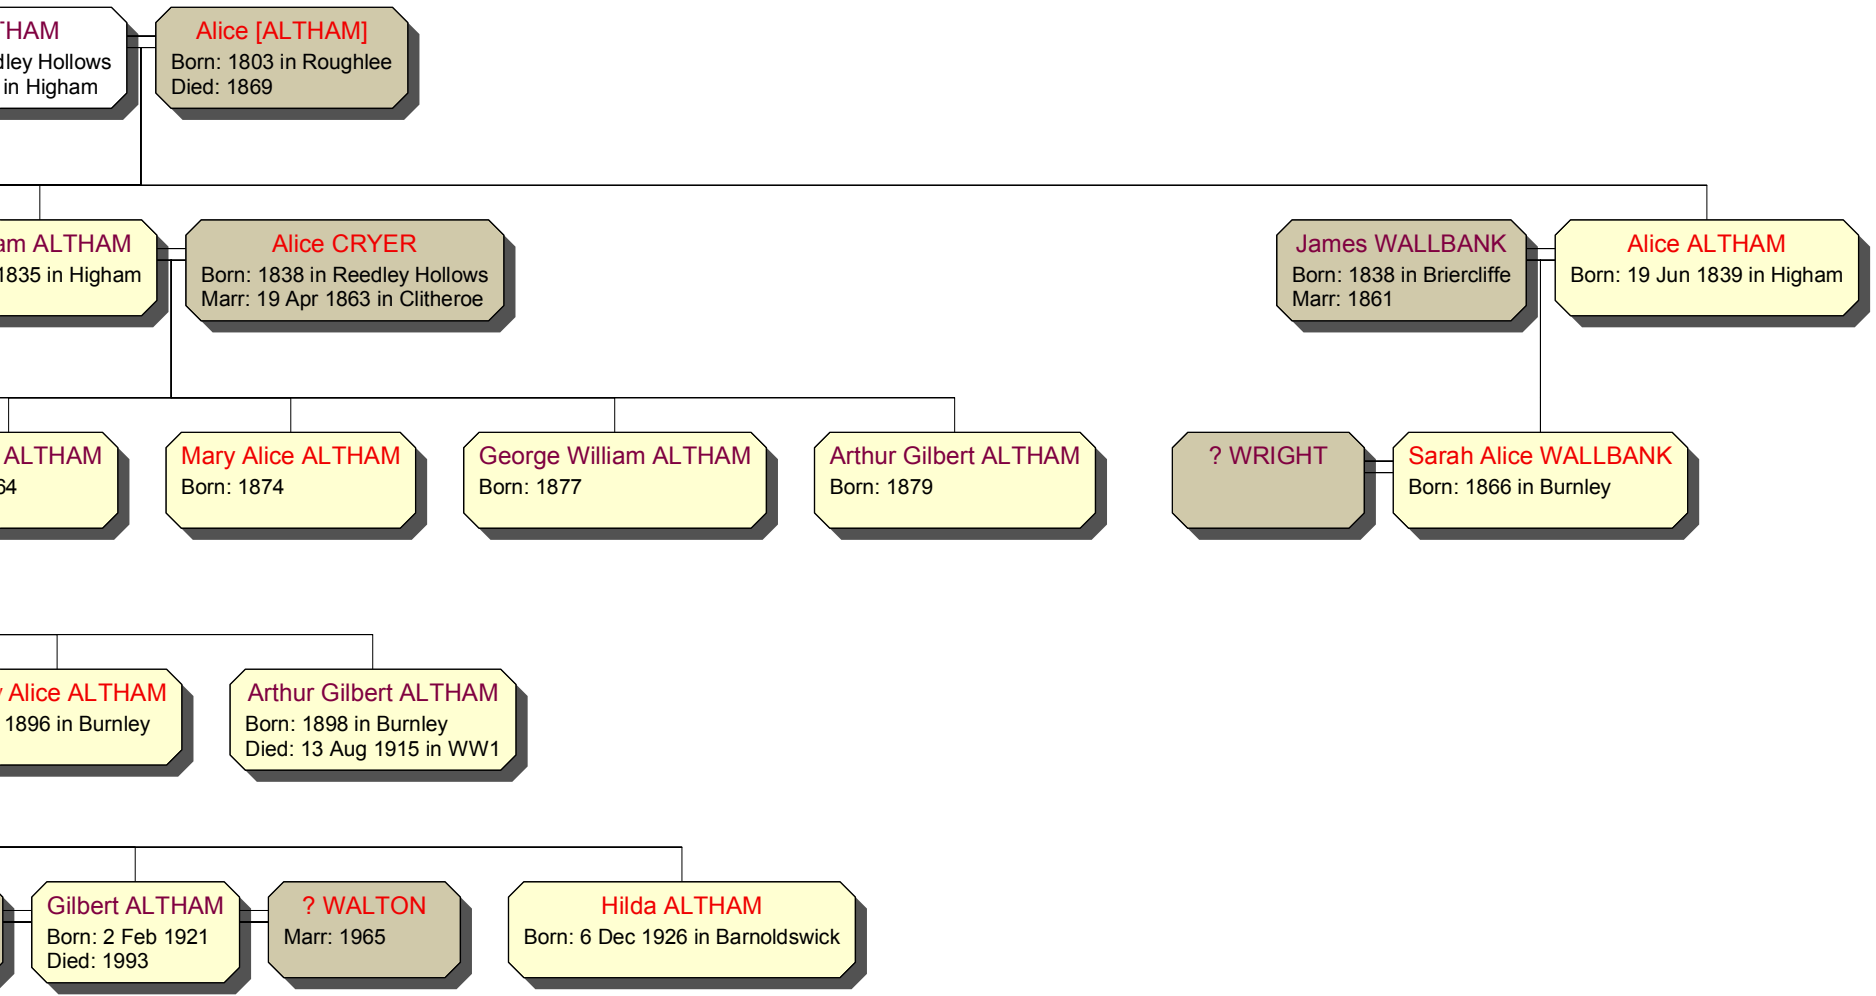 THAM
Alice [ALTHAM]
dley Hollows
Born: 1803 in Roughlee
in Higham
Died: 1869
am ALTHAM
Alice CRYER
James WALLBANK
Alice ALTHAM
1835 in Higham
Born: 1838 in Reedley Hollows
Born: 1838 in Briercliffe
Born: 19 Jun 1839 in Higham
Marr: 19 Apr 1863 in Clitheroe
Marr: 1861
ALTHAM
Mary Alice ALTHAM
George William ALTHAM
Arthur Gilbert ALTHAM
? WRIGHT
Sarah Alice WALLBANK
64
Born: 1874
Born: 1877
Born: 1879
Born: 1866 in Burnley
y Alice ALTHAM
Arthur Gilbert ALTHAM
1896 in Burnley
Born: 1898 in Burnley
Died: 13 Aug 1915 in WW1
Gilbert ALTHAM
? WALTON
Hilda ALTHAM
Born: 2 Feb 1921
Marr: 1965
Born: 6 Dec 1926 in Barnoldswick
Died: 1993